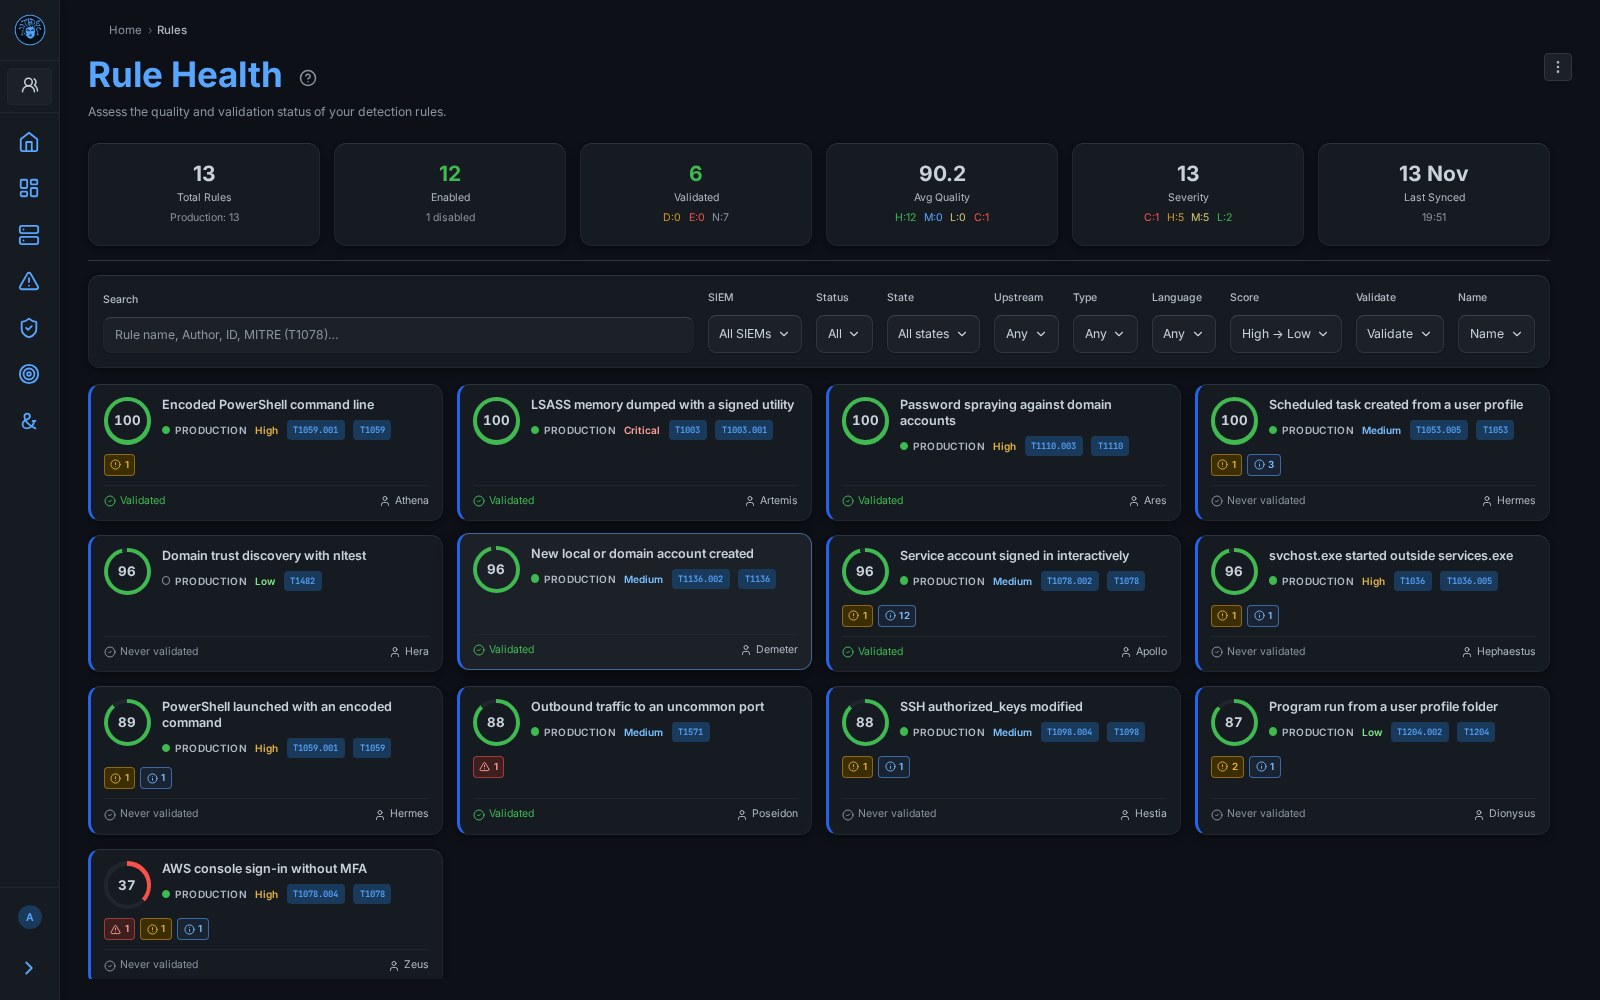 Home › Rules
Rule Health
Assess the quality and validation status of your detection rules.
13
Total Rules
Production: 13
12
Enabled
1 disabled
6
Validated
D:0 E:0 N:7
90.2
Avg Quality
H:12 M:0 L:0 C:1
13
Severity
C:1 H:5 M:5 L:2
13 Nov
Last Synced
19:51
Search
Rule name, Author, ID, MITRE (T1078)...
SIEM
All SIEMs
Status
All
State
All states
Upstream
Any
Type
Any
Language
Any
Score
High → Low
Validate
Validate
Name
Name
100
Encoded PowerShell command line
PRODUCTION High T1059.001 T1059
1
Validated
Athena
100
LSASS memory dumped with a signed utility
PRODUCTION Critical T1003 T1003.001
Validated
Artemis
100
Password spraying against domain
accounts
PRODUCTION High T1110.003 T1110
Validated
Ares
100
Scheduled task created from a user profile
PRODUCTION Medium T1053.005 T1053
1 3
Never validated
Hermes
96
Domain trust discovery with nltest
PRODUCTION Low T1482
Never validated
Hera
96
New local or domain account created
PRODUCTION Medium T1136.002 T1136
Validated
Demeter
96
Service account signed in interactively
PRODUCTION Medium T1078.002 T1078
1 12
Validated
Apollo
96
svchost.exe started outside services.exe
PRODUCTION High T1036 T1036.005
1 1
Never validated
Hephaestus
89
PowerShell launched with an encoded
command
PRODUCTION High T1059.001 T1059
1 1
Never validated
Hermes
88
Outbound traffic to an uncommon port
PRODUCTION Medium T1571
1
Validated
Poseidon
88
SSH authorized_keys modified
PRODUCTION Medium T1098.004 T1098
1 1
Never validated
Hestia
87
Program run from a user profile folder
PRODUCTION Low T1204.002 T1204
2 1
Never validated
Dionysus
37
AWS console sign-in without MFA
PRODUCTION High T1078.004 T1078
1 1 1
Never validated
Zeus
A